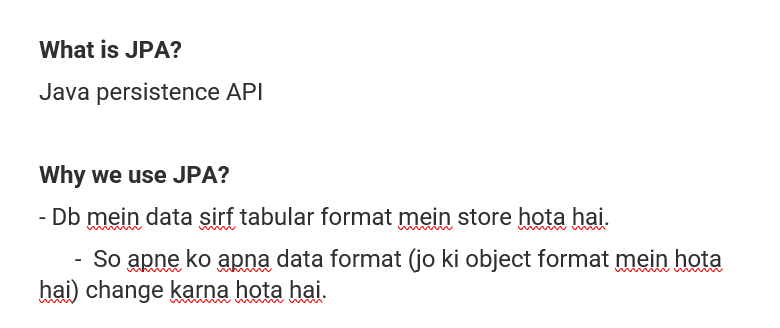 What is JPA?
Java persistence API
Why we use JPA?
- Db mein data sirf tabular format mein store hota hai.
- So apne ko apna data format (jo ki object format mein hota
hai) change karna hota hai.